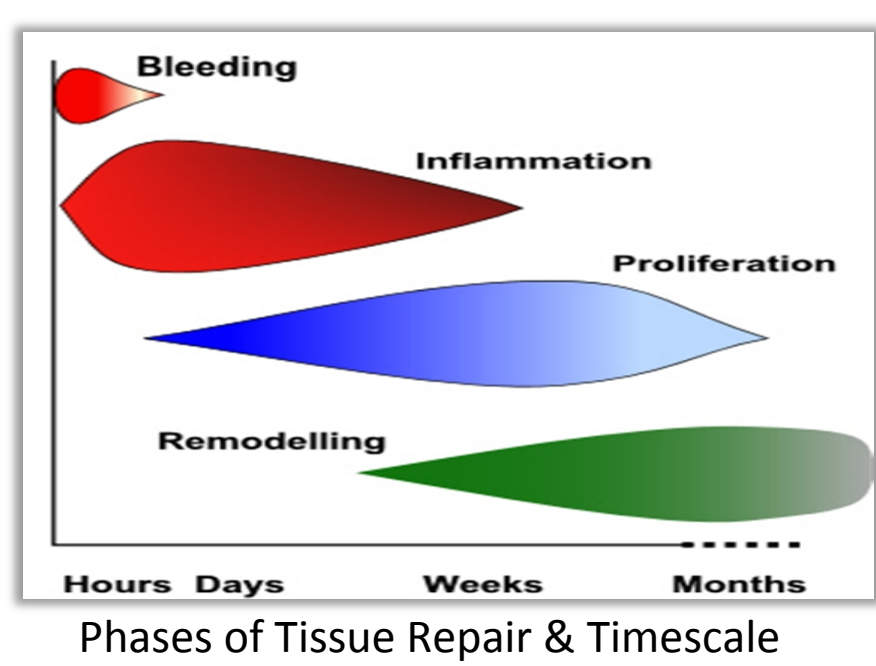 Bleeding
Inflammation
Proliferation
Remodelling
Hours Days Weeks Months
Phases of Tissue Repair & Timescale